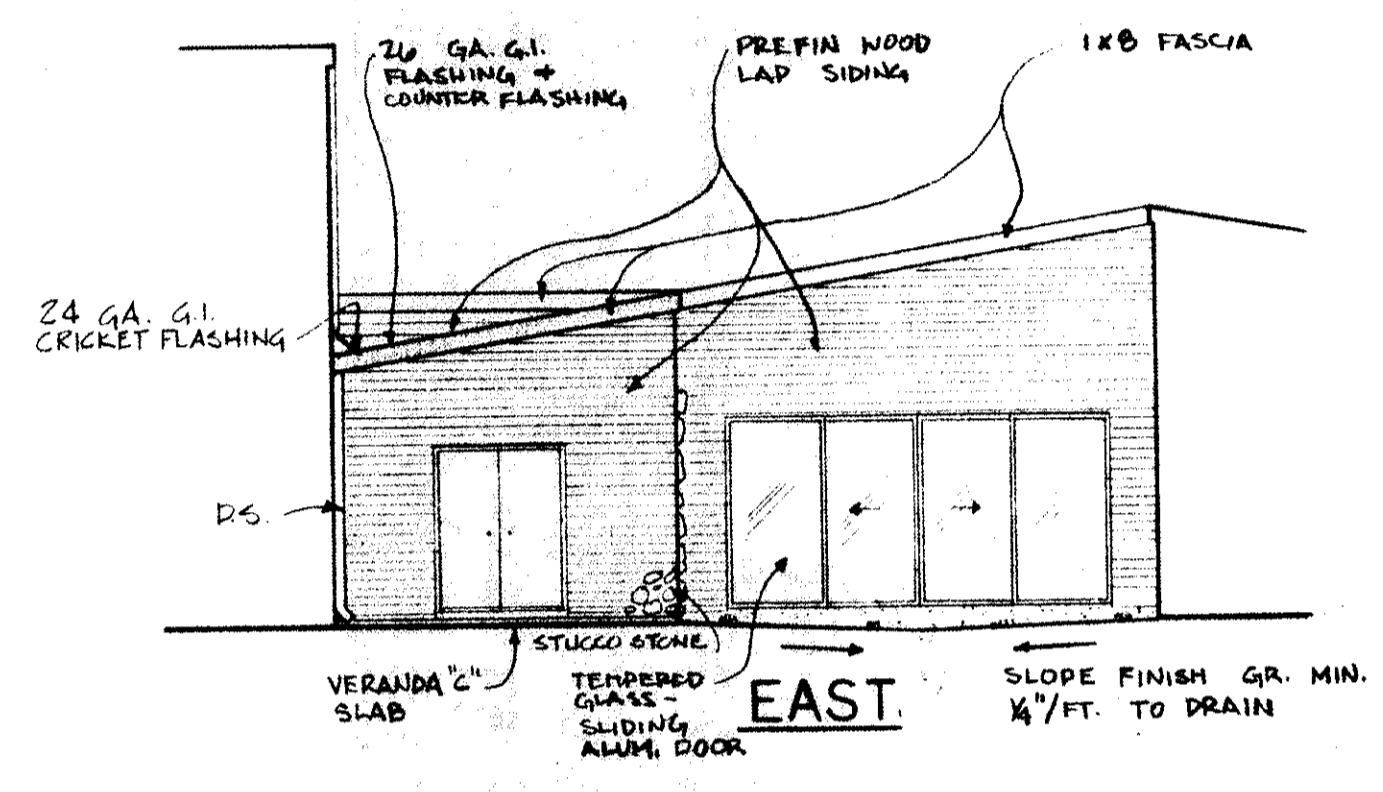 26 GA. G.I.
FLASHING +
COUNTER FLASHING
PREFIN WOOD
LAP SIDING
1X8 FASCIA
24 GA. G.I.
CRICKET FLASHING
D.S.
STUCCO STONE
VERANDA "C"
SLAB
TEMPERED
GLASS -
SLIDING
ALUM. DOOR
EAST.
SLOPE FINISH GR. MIN.
1/4"/FT. TO DRAIN